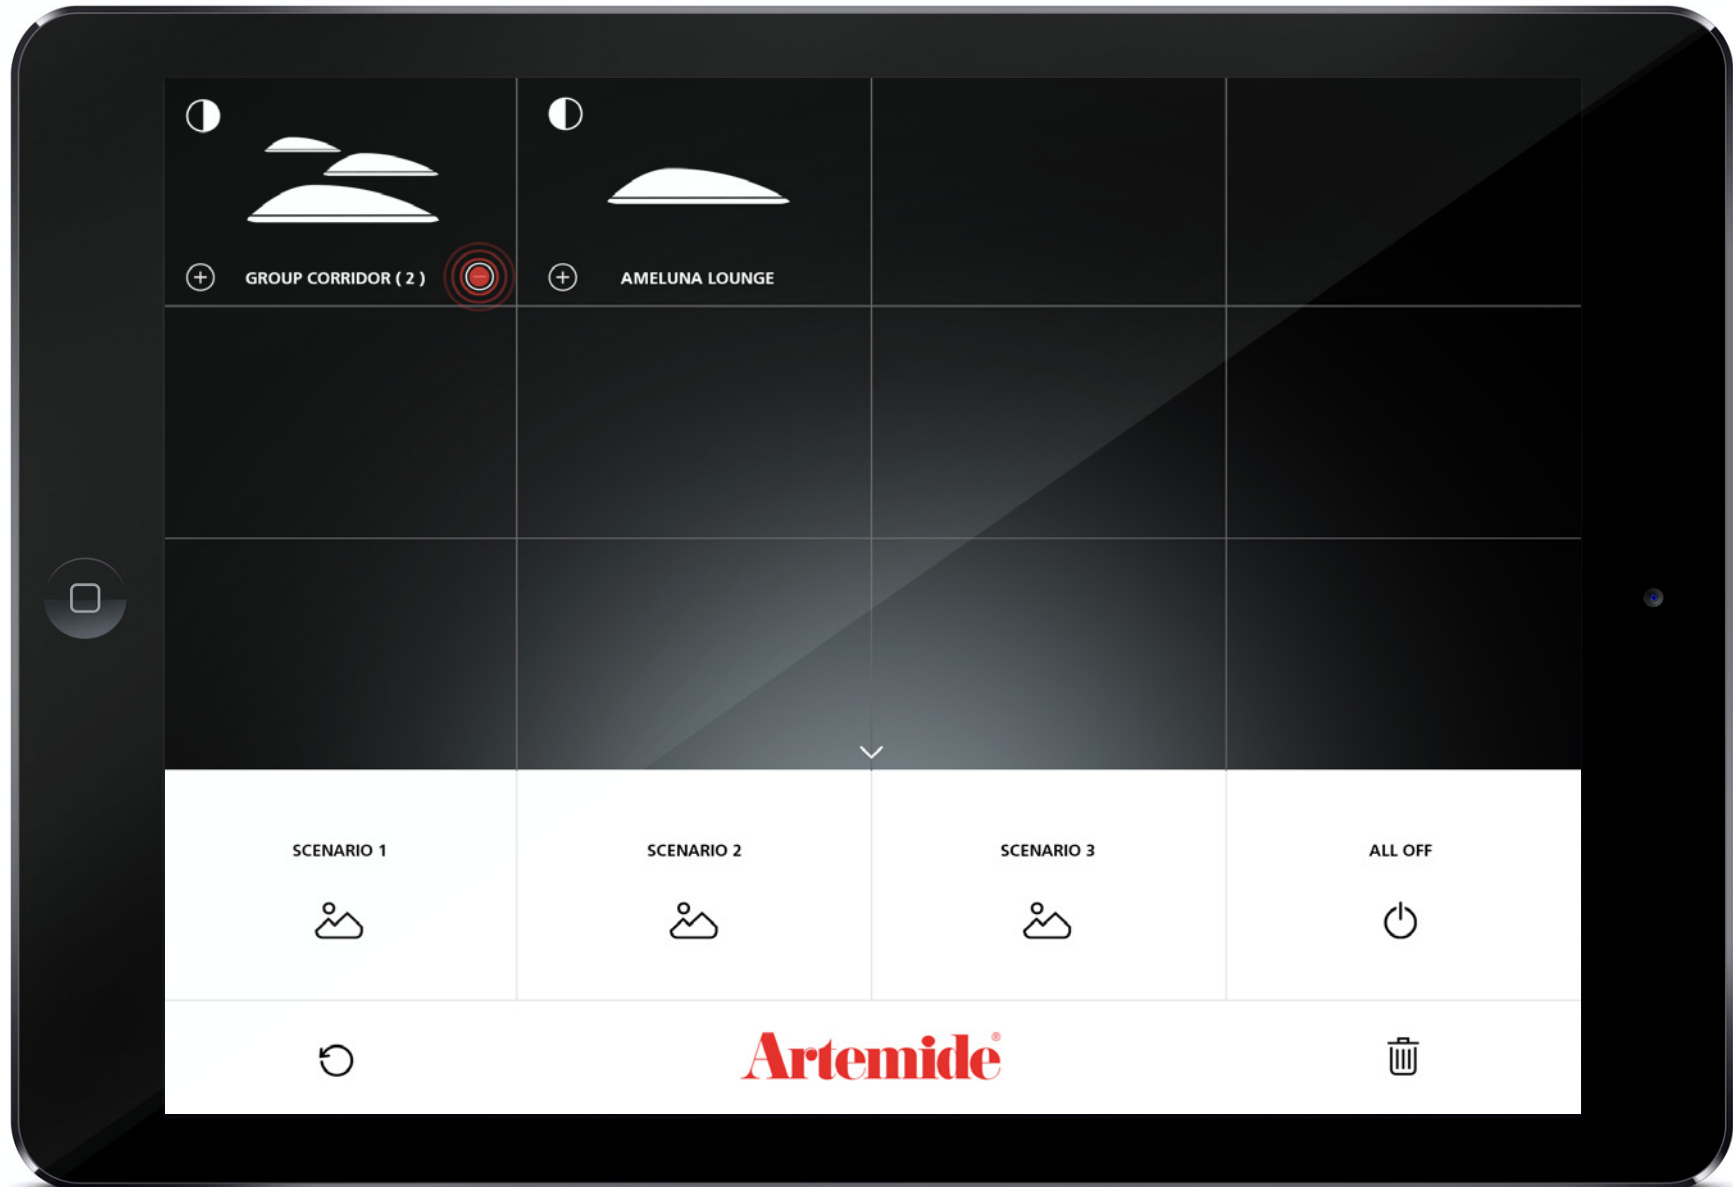 GROUP CORRIDOR ( 2 )
AMELUNA LOUNGE
SCENARIO 1
SCENARIO 2
SCENARIO 3
ALL OFF
Artemide®